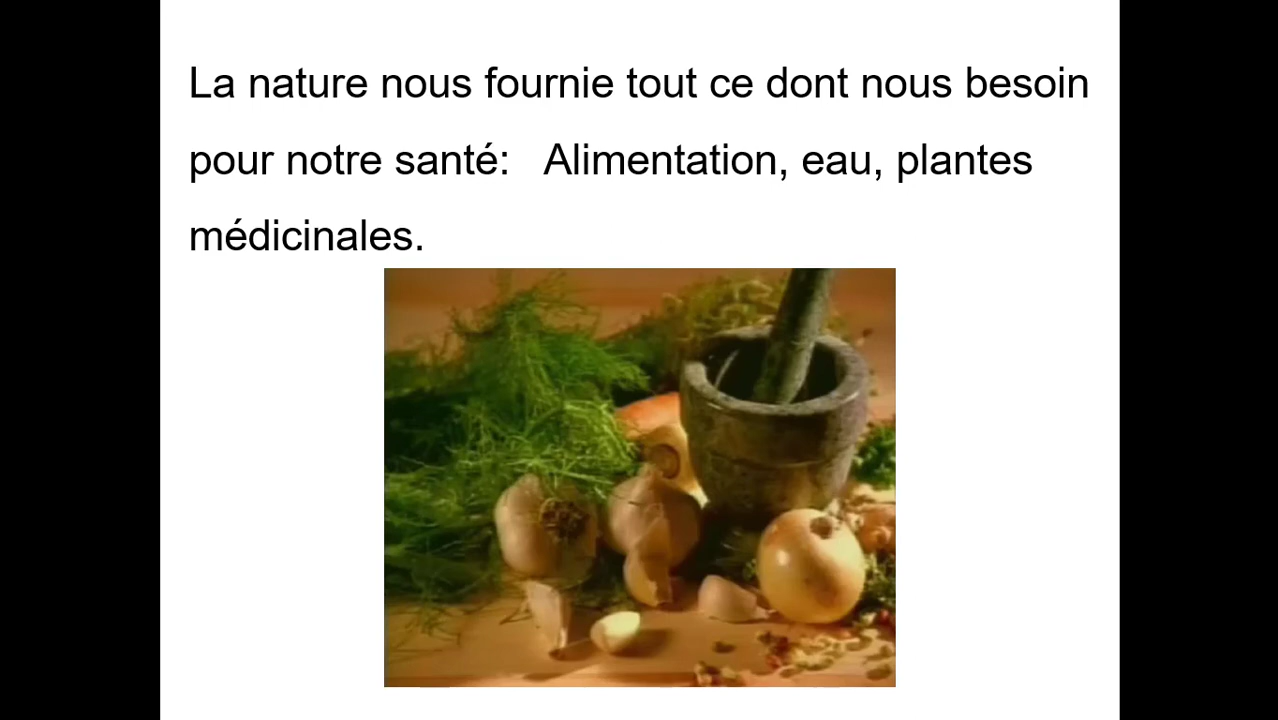 La nature nous fournie tout ce dont nous besoin
pour notre santé: Alimentation, eau, plantes
médicinales.